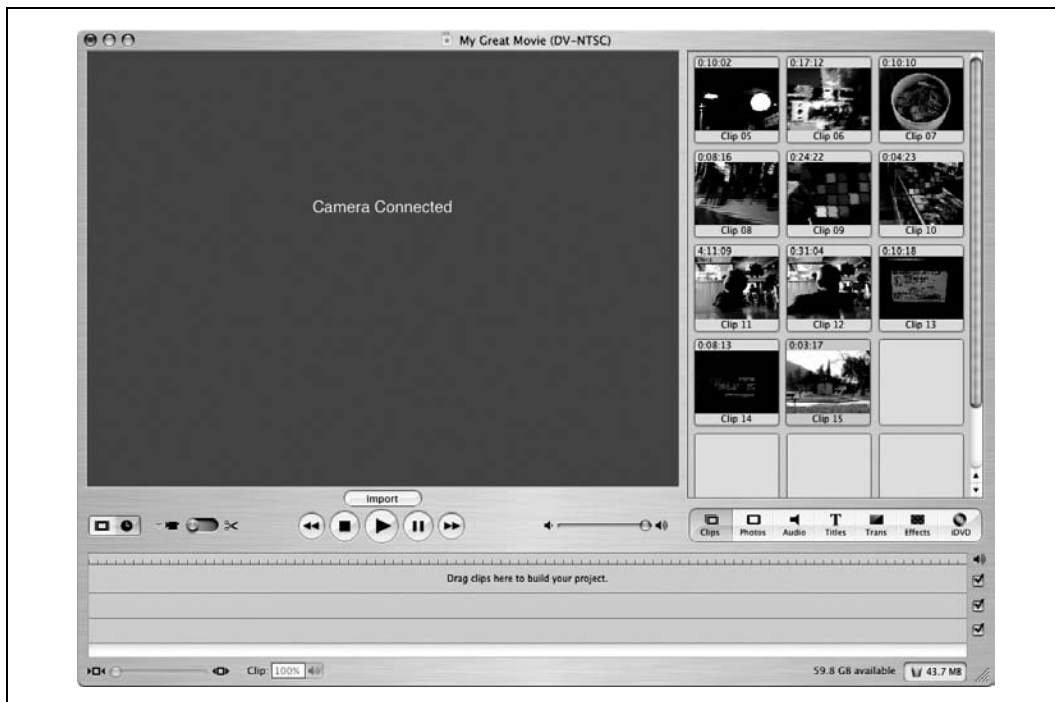 My Great Movie (DV-NTSC)
0:10:02
0:17:12
0:10:10
Clip 05
Clip 06
Clip 07
0:08:16
0:24:22
0:04:23
Camera Connected
Clip 08
Clip 09
Clip 10
4:11:09
0:31:04
0:10:18
Clip 11
Clip 12
Clip 13
0:08:13
0:03:17
Clip 14
Clip 15
Import
Clips
Photos
Audio
Titles
Trans
Effects
iDVD
Drag clips here to build your project.
Clip: 100%
59.8 GB available
43.7 MB